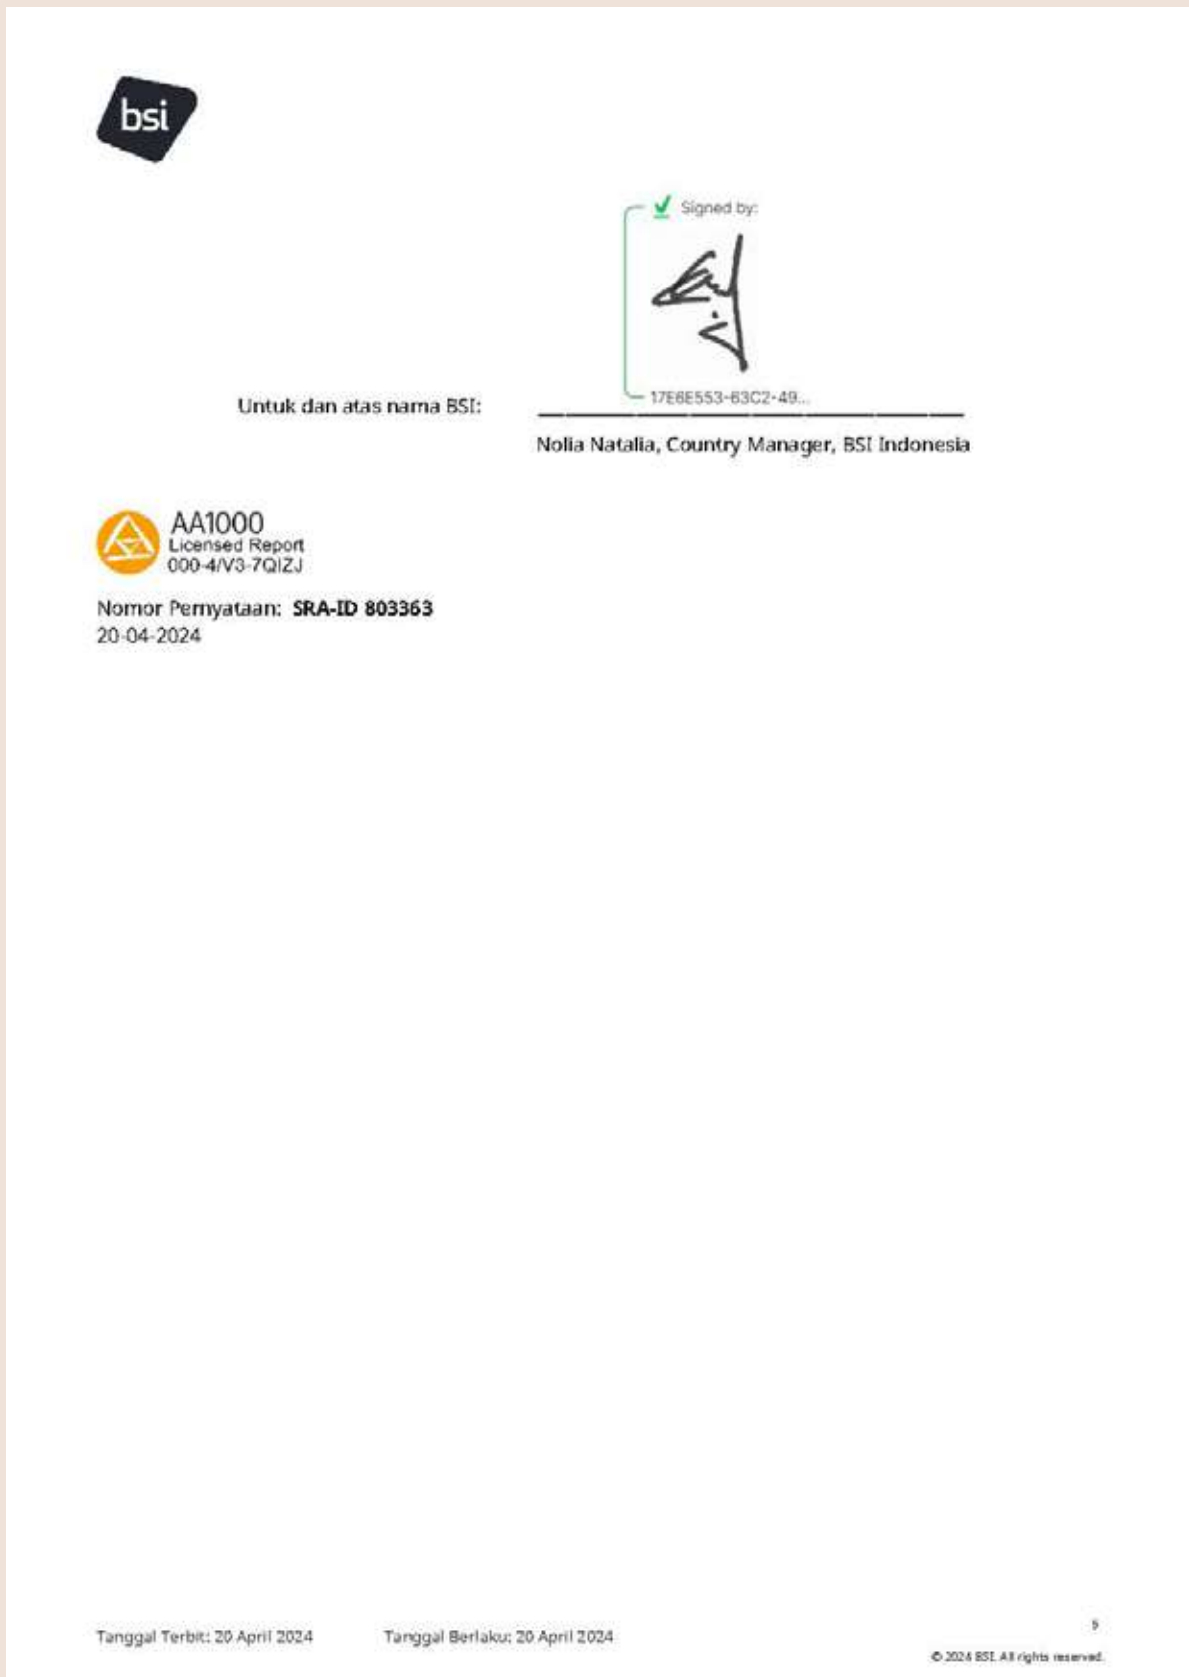 bsi
Signed by:
17E6E553-63C2-49...
Untuk dan atas nama BSI:
Nolia Natalia, Country Manager, BSI Indonesia
AA1000
Licensed Report
000-4/V3-7QIZJ
Nomor Pernyataan: SRA-ID 803363
20-04-2024
Tanggal Terbit: 20 April 2024 Tanggal Berlaku: 20 April 2024
© 2024 BSI. All rights reserved.